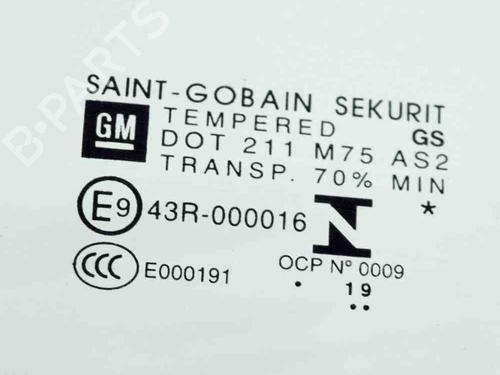 B-PARTS
SAINT-GOBAIN SEKURIT
GM TEMPERED GS
DOT 211 M75 AS2
TRANSP. 70% MIN
E9 43R-000016 N *
CCC E000191
OCP Nº 0009
19